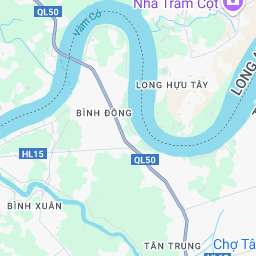 Nhà Trăm Cột
QL50
Vàm Cỏ
LONG HỰU TÂY
LONG
BÌNH ĐÔNG
HL15
QL50
BÌNH XUÂN
TÂN TRUNG
Chợ Tâ